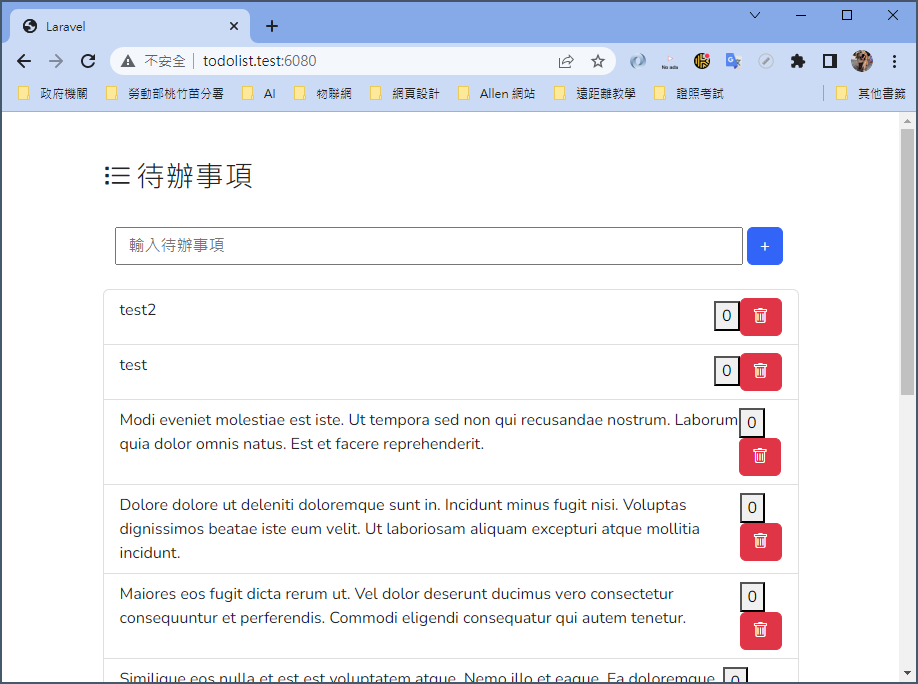 Laravel
不安全
todolist.test:6080
政府機關
勞動部桃竹苗分署
AI
物聯網
網頁設計
Allen 網站
遠距離教學
證照考試
其他書籤
待辦事項
輸入待辦事項
+
test2
0
test
0
Modi eveniet molestiae est iste. Ut tempora sed non qui recusandae nostrum. Laborum
0
quia dolor omnis natus. Est et facere reprehenderit.
Dolore dolore ut deleniti doloremque sunt in. Incidunt minus fugit nisi. Voluptas
0
dignissimos beatae iste eum velit. Ut laboriosam aliquam excepturi atque mollitia
incidunt.
Maiores eos fugit dicta rerum ut. Vel dolor deserunt ducimus vero consectetur
0
consequuntur et perferendis. Commodi eligendi consequatur qui autem tenetur.
Similique eos nulla et est est voluptatem atque. Nemo illo et eaque. Ea doloremque
0